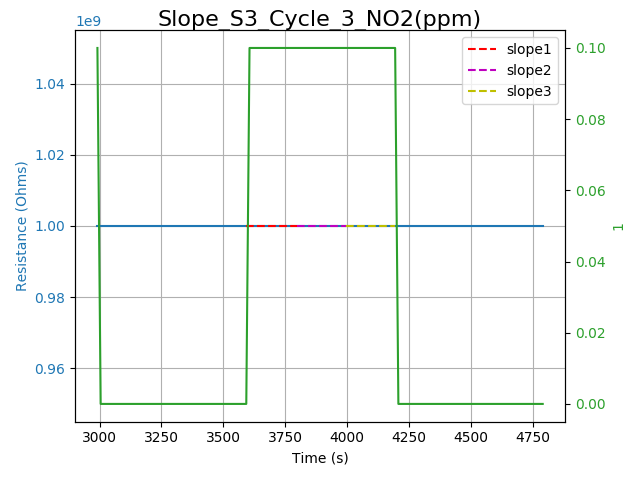 Slope_S3_Cycle_3_NO2(ppm)
1e9
1.04
1.02
1.00
0.98
0.96
Resistance (Ohms)
slope1
slope2
slope3
0.10
0.08
0.06
0.04
0.02
0.00
1
3000 3250 3500 3750 4000 4250 4500 4750
Time (s)